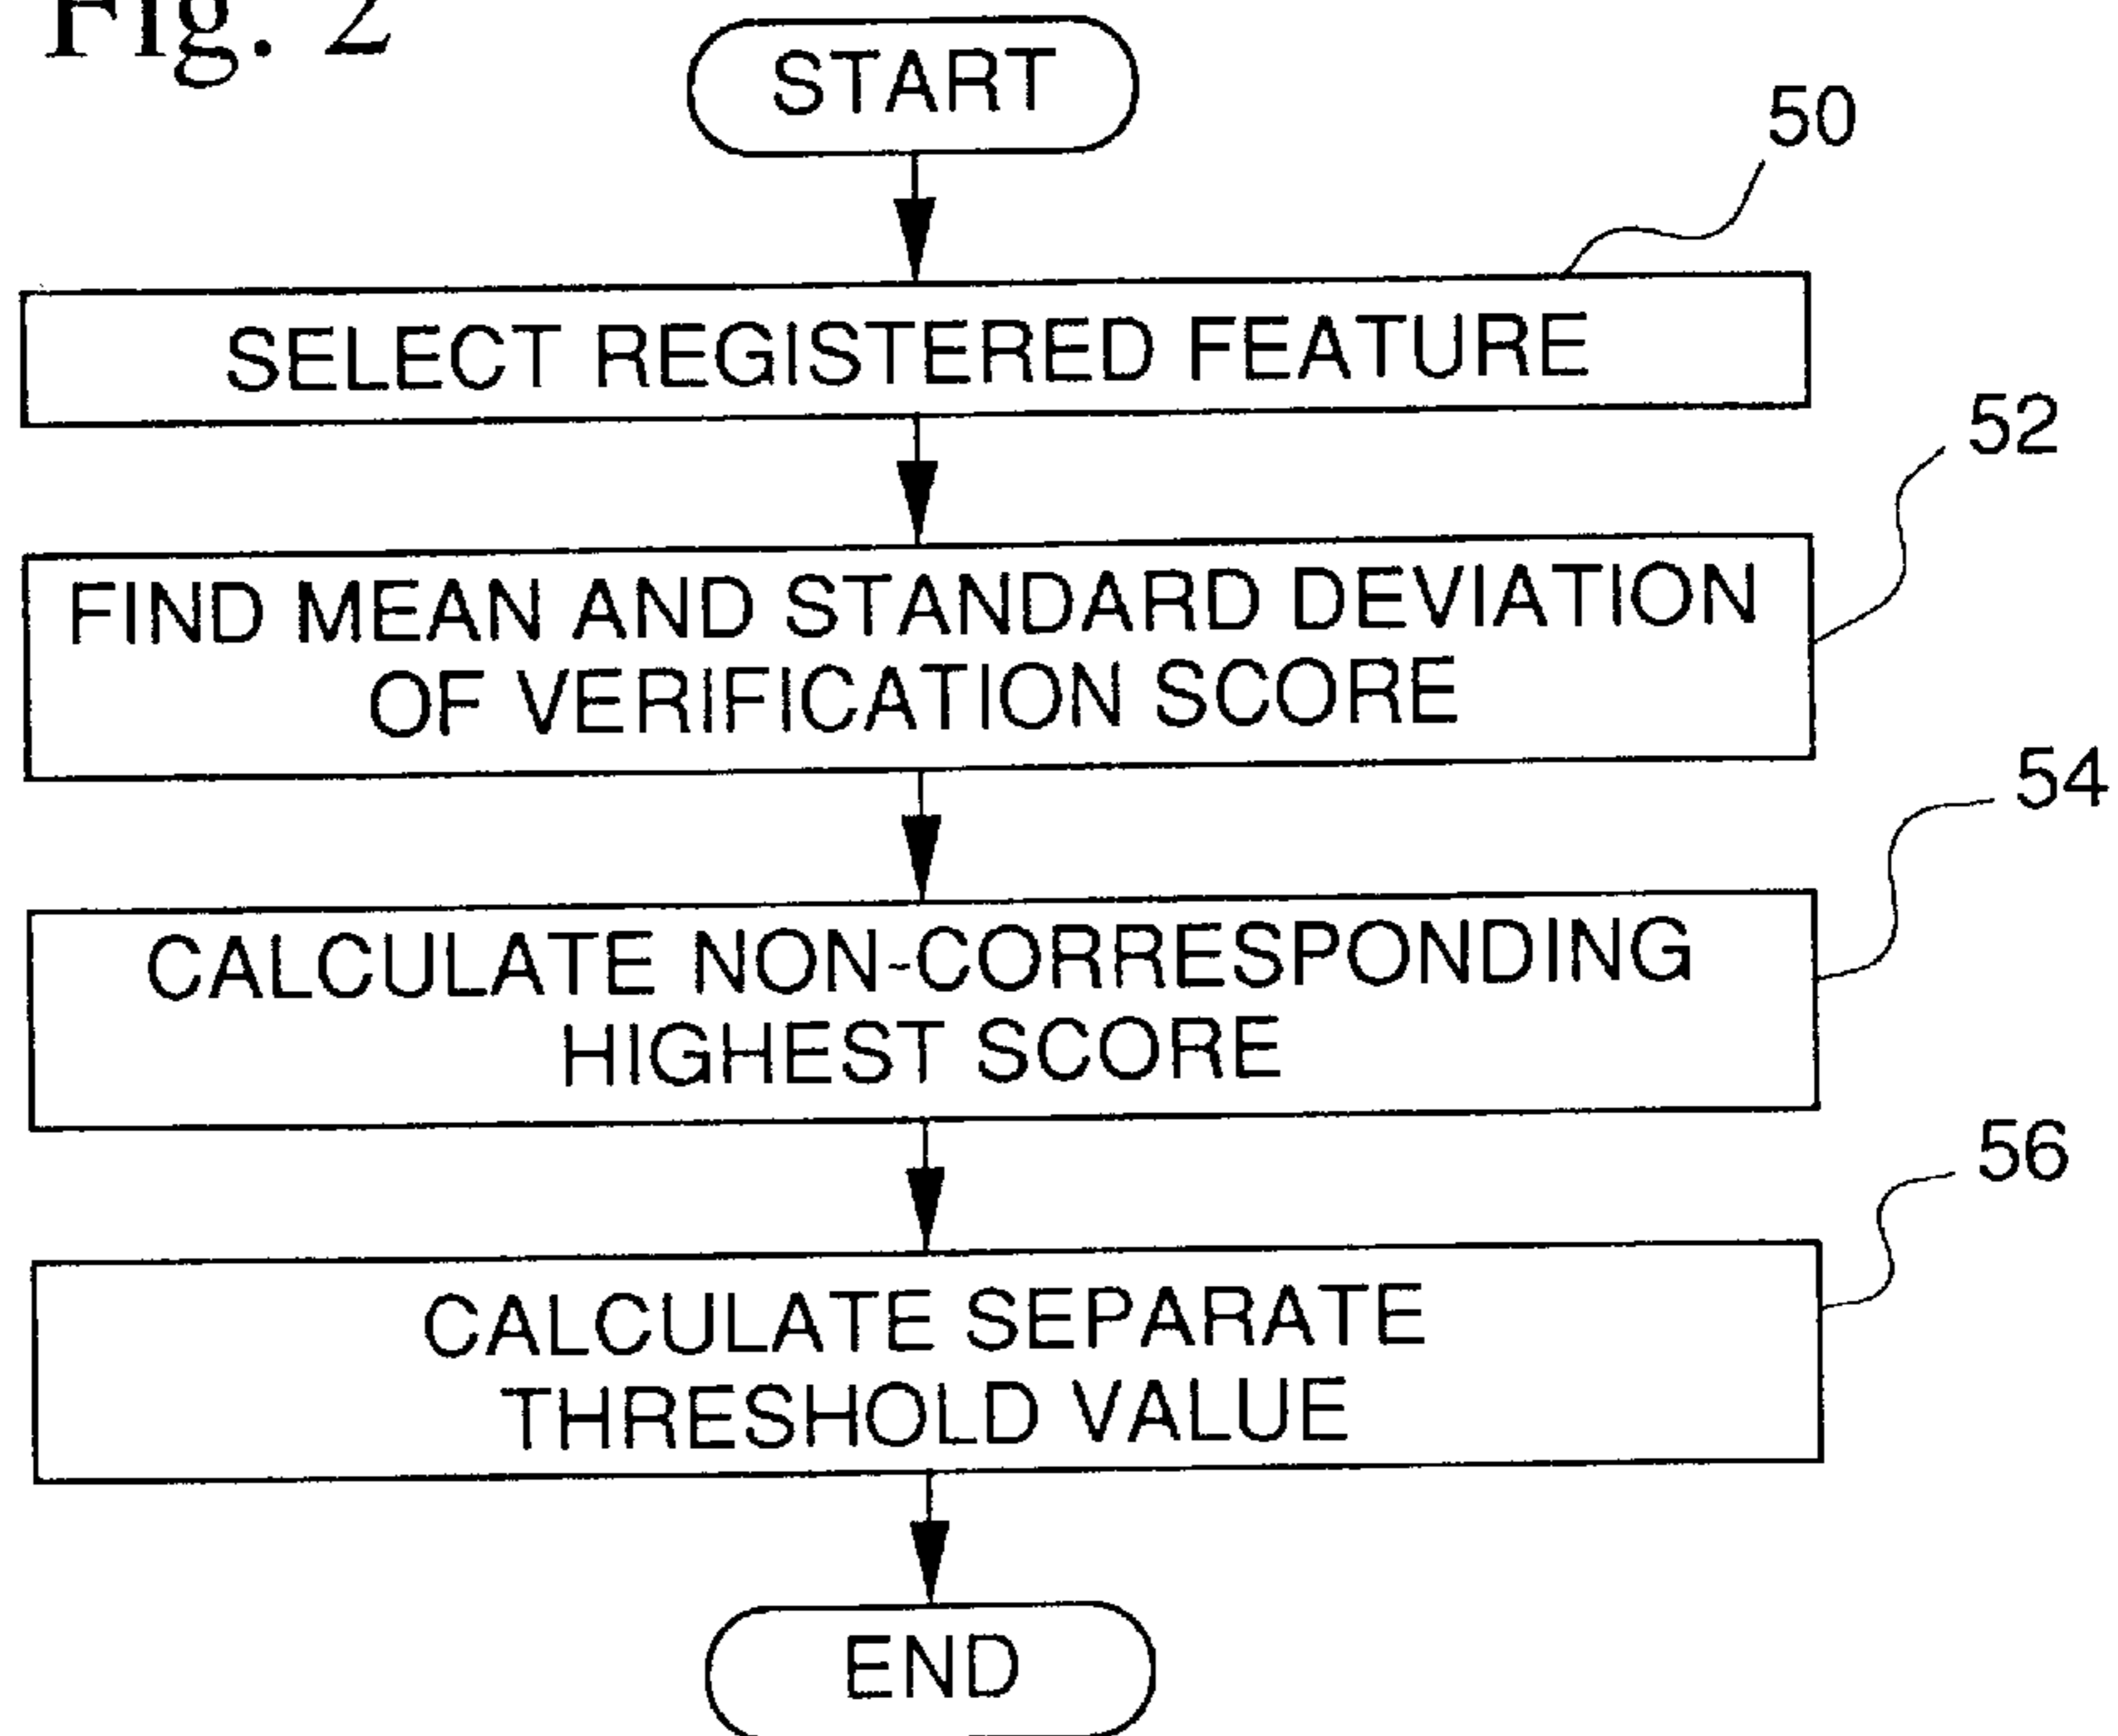 Fig. 2
START
50
SELECT REGISTERED FEATURE
52
FIND MEAN AND STANDARD DEVIATION
OF VERIFICATION SCORE
54
CALCULATE NON-CORRESPONDING
HIGHEST SCORE
56
CALCULATE SEPARATE
THRESHOLD VALUE
END